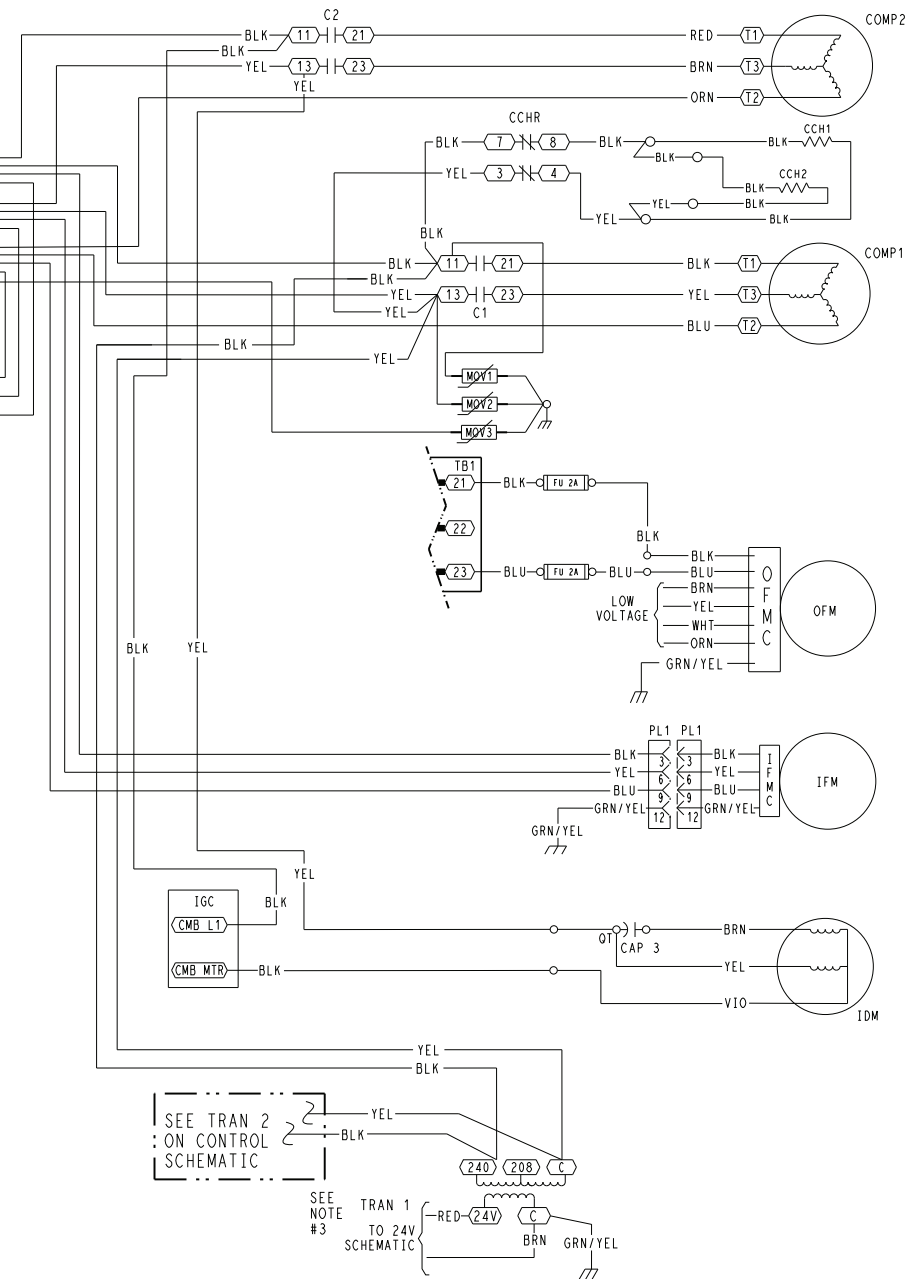 C2
COMP2
BLK 11 21 RED T1
BLK
YEL 13 23 BRN T3
YEL
ORN T2
CCHR
CCH1
BLK 7 8 BLK BLK
BLK
CCH2
YEL 3 4 BLK
YEL BLK
YEL BLK
BLK
COMP1
BLK 11 21 BLK T1
BLK
YEL 13 23 YEL T3
YEL C1
BLU T2
BLK
YEL
MOV1
MOV2
MOV3
TB1
21 BLK FU 2A
22
BLK
BLK
23 BLU FU 2A BLU BLU
BRN
LOW
VOLTAGE
YEL
WHT
ORN
GRN/YEL
OFMC
OFM
BLK YEL
PL1 PL1
BLK 3 3 BLK
YEL 6 6 YEL
BLU 9 9 BLU
GRN/YEL 12 12 GRN/YEL
IFMC
IFM
GRN/YEL
YEL
IGC
BLK
CMB L1
QT CAP 3
BRN
CMB MTR BLK
YEL
VIO
IDM
YEL
BLK
SEE TRAN 2
ON CONTROL
SCHEMATIC
YEL
BLK
240 208 C
SEE
NOTE
#3
TRAN 1
RED 24V C
TO 24V
SCHEMATIC
BRN
GRN/YEL